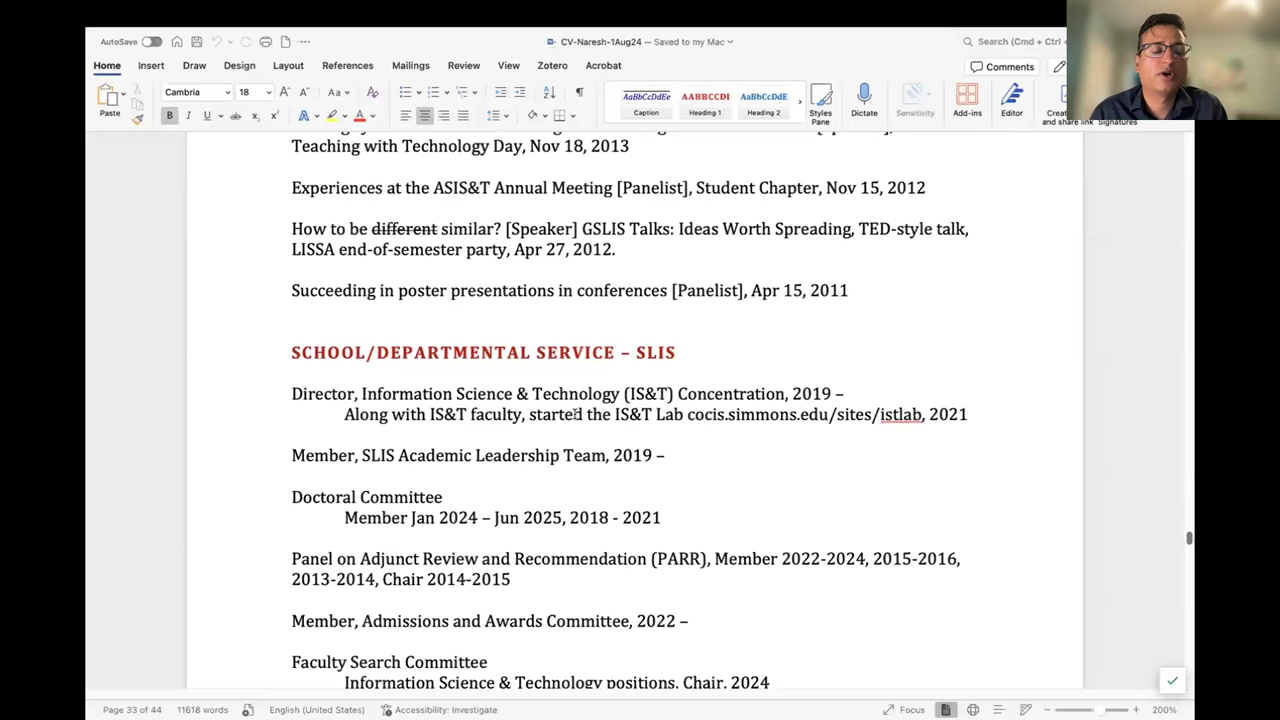 AutoSave
CV-Naresh-1Aug24 — Saved to my Mac
Search (Cmd + Ctrl
Home Insert Draw Design Layout References Mailings Review View Zotero Acrobat
Comments
Paste
Cambria 18
AaBbCcDdEe AABBCCDI AaBbCcDdE
Caption Heading 1 Heading 2
Styles Pane
Dictate
Sensitivity
Add-ins
Editor
and share link Signatures
Teaching with Technology Day, Nov 18, 2013
Experiences at the ASIS&T Annual Meeting [Panelist], Student Chapter, Nov 15, 2012
How to be different similar? [Speaker] GSLIS Talks: Ideas Worth Spreading, TED-style talk,
LISSA end-of-semester party, Apr 27, 2012.
Succeeding in poster presentations in conferences [Panelist], Apr 15, 2011
SCHOOL/DEPARTMENTAL SERVICE – SLIS
Director, Information Science & Technology (IS&T) Concentration, 2019 –
Along with IS&T faculty, started the IS&T Lab cocis.simmons.edu/sites/istlab, 2021
Member, SLIS Academic Leadership Team, 2019 –
Doctoral Committee
Member Jan 2024 – Jun 2025, 2018 - 2021
Panel on Adjunct Review and Recommendation (PARR), Member 2022-2024, 2015-2016,
2013-2014, Chair 2014-2015
Member, Admissions and Awards Committee, 2022 –
Faculty Search Committee
Information Science & Technology positions, Chair, 2024
Page 33 of 44 11618 words English (United States) Accessibility: Investigate Focus 200%